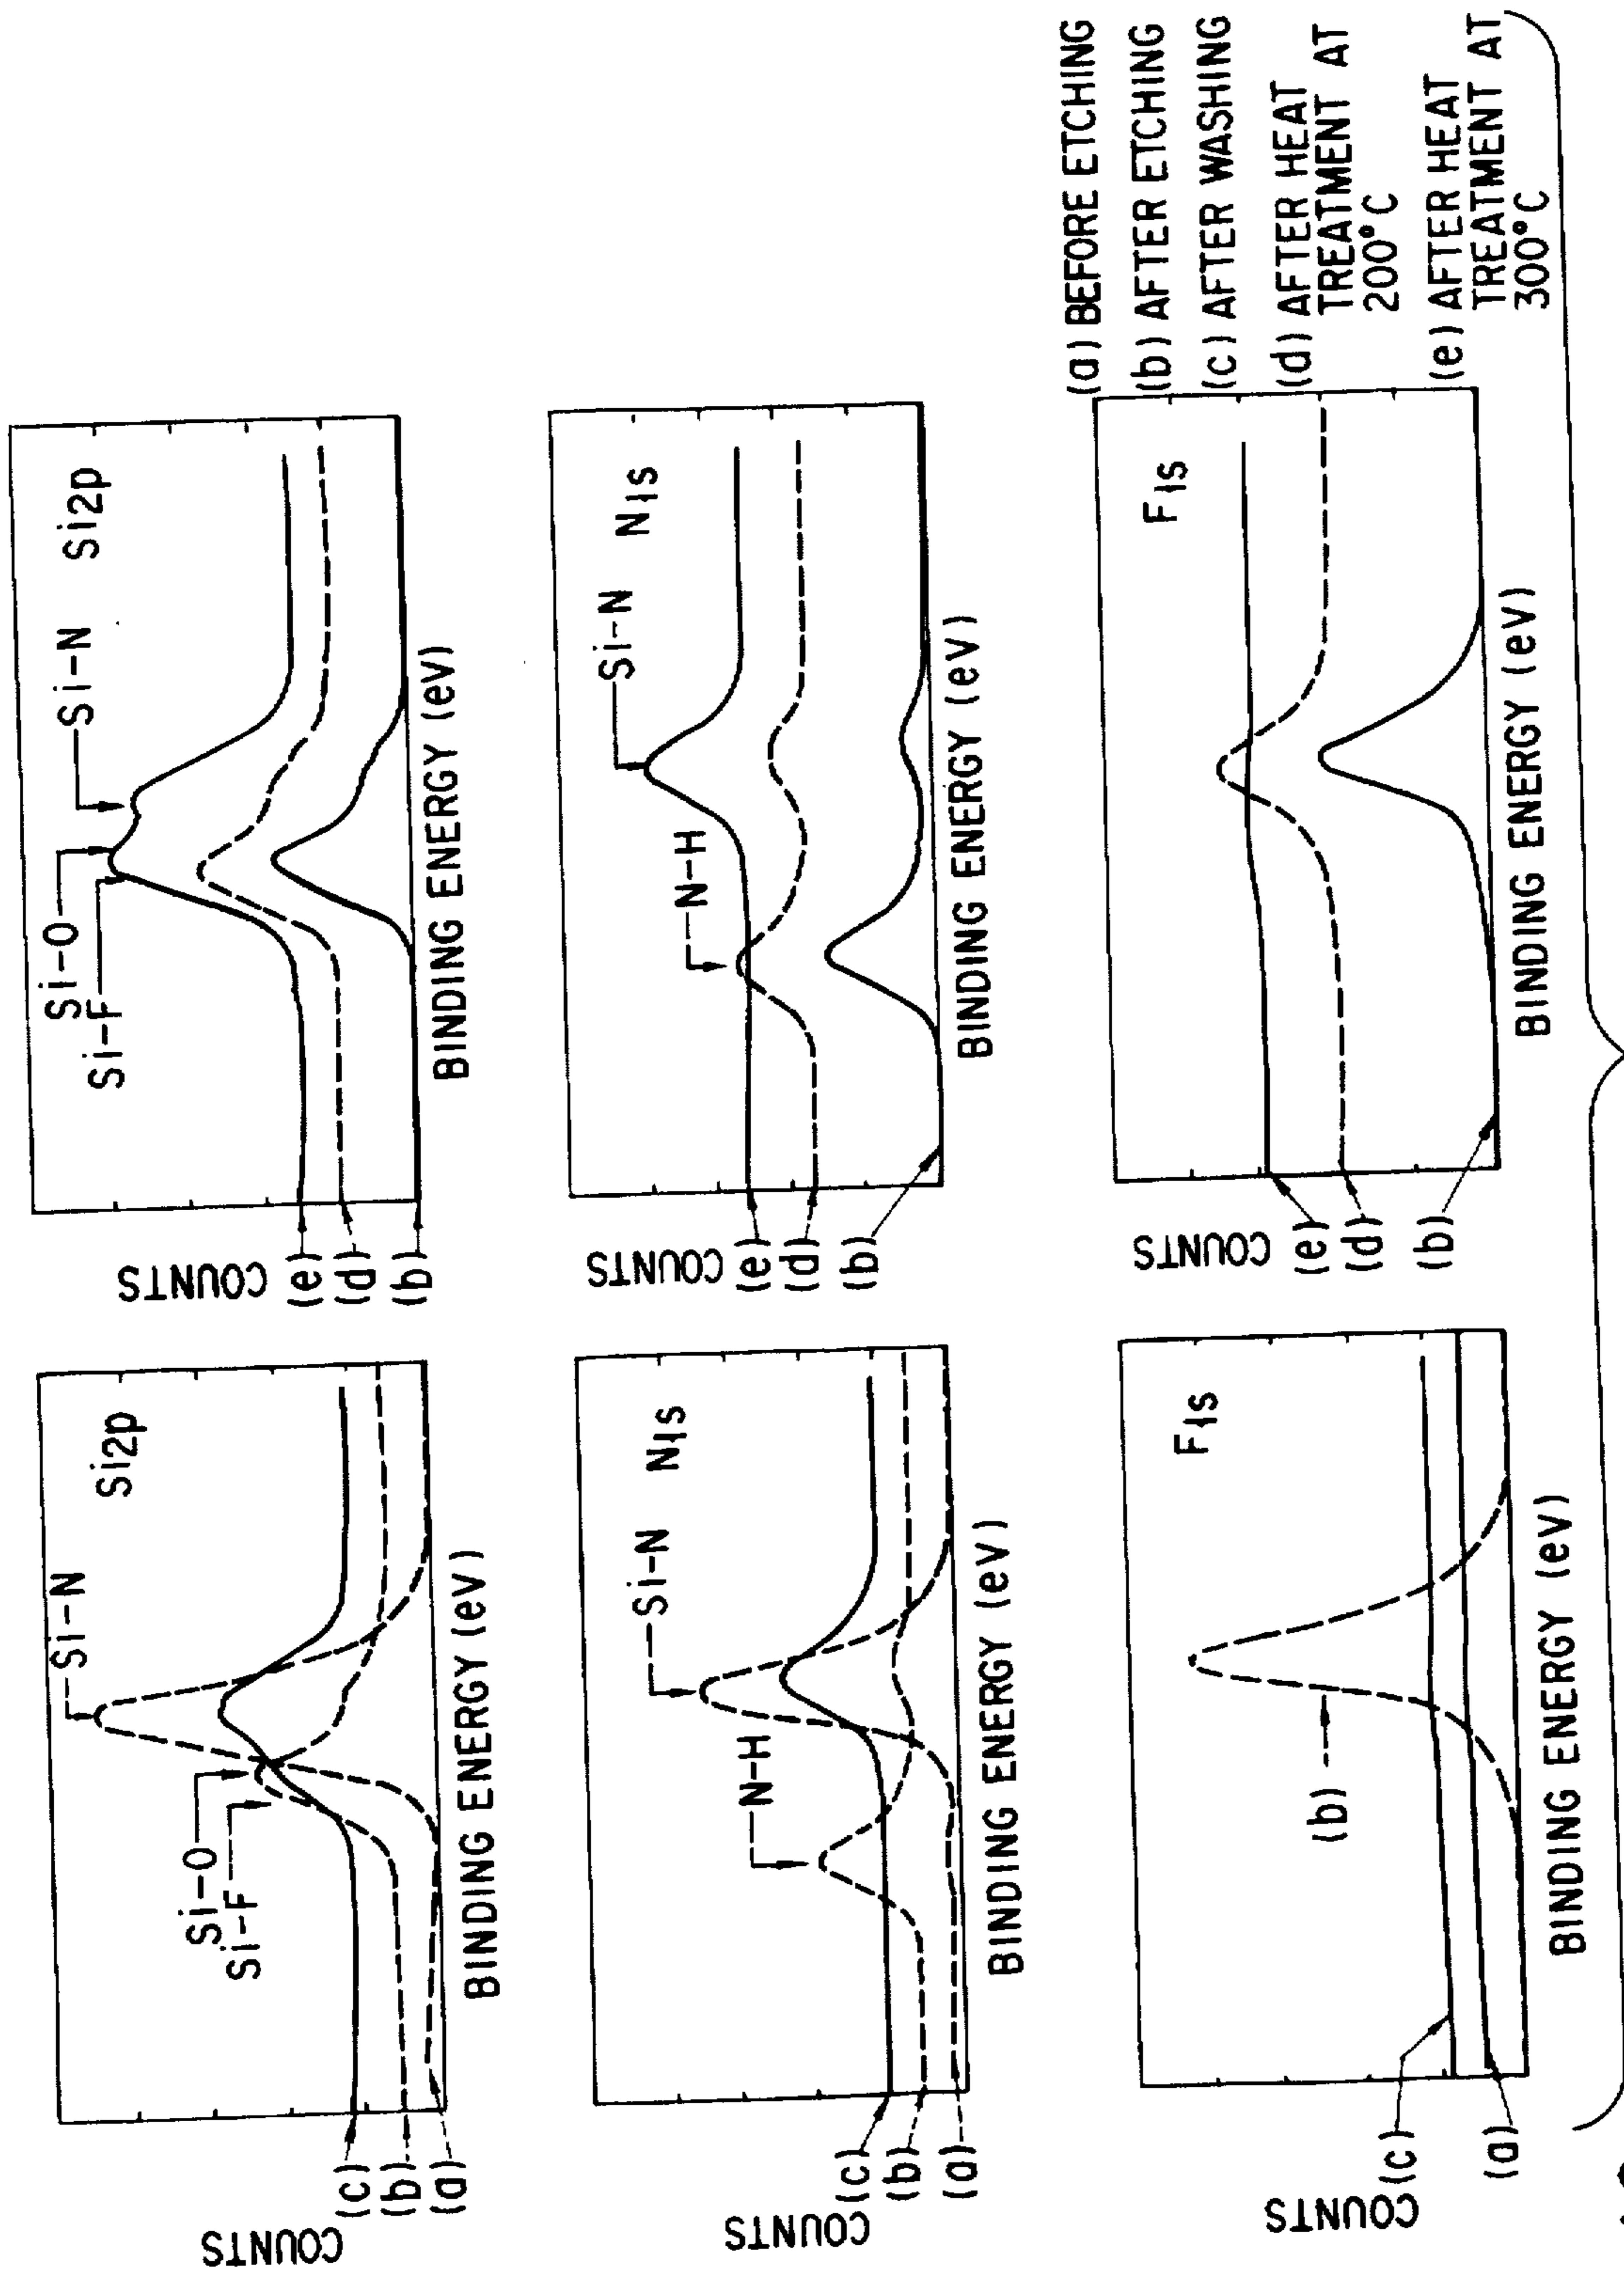 Si-N
Si-O
Si-F
Si2p
COUNTS
(c)
(b)
(a)
BINDING ENERGY (eV)
Si-O
Si-F
Si-N
Si2p
COUNTS
(e)
(d)
(b)
BINDING ENERGY (eV)
Si-N
N-H
N1s
COUNTS
(c)
(b)
(a)
BINDING ENERGY (eV)
Si-N
N-H
N1s
COUNTS
(e)
(d)
(b)
BINDING ENERGY (eV)
F1s
(b)
COUNTS
(c)
(a)
BINDING ENERGY (eV)
F1s
COUNTS
(e)
(d)
(b)
BINDING ENERGY (eV)
(a) BEFORE ETCHING
(b) AFTER ETCHING
(c) AFTER WASHING
(d) AFTER HEAT
TREATMENT AT
200°C
(e) AFTER HEAT
TREATMENT AT
300°C